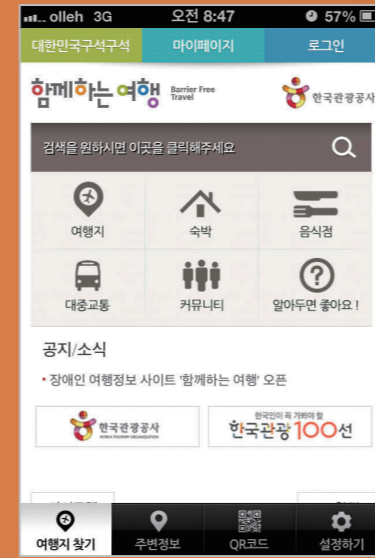 olleh 3G 오전 8:47 57%
대한민국구석구석 마이페이지 로그인
함께하는 여행 Barrier Free Travel 한국관광공사
검색을 원하시면 이곳을 클릭해주세요
여행지 숙박 음식점
대중교통 커뮤니티 알아두면 좋아요 !
공지/소식
• 장애인 여행정보 사이트 '함께하는 여행' 오픈
한국관광공사
KOREA TOURISM ORGANIZATION
한국인이 꼭 가봐야 할
한국관광 100선
여행지 찾기 주변정보 QR코드 설정하기